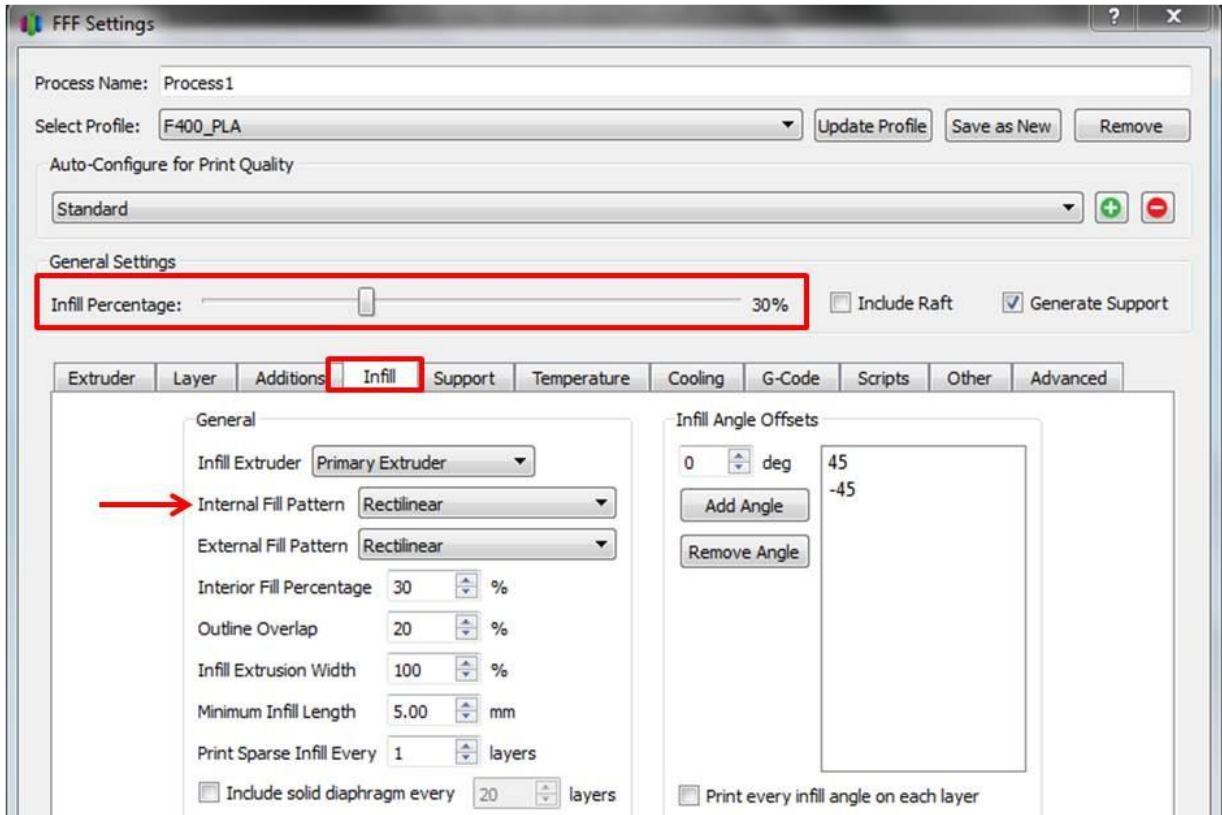 FFF Settings
? X
Process Name: Process1
Select Profile: F400_PLA Update Profile Save as New Remove
Auto-Configure for Print Quality
Standard
General Settings
Infill Percentage: 30% Include Raft Generate Support
Extruder Layer Additions Infill Support Temperature Cooling G-Code Scripts Other Advanced
General
Infill Extruder Primary Extruder
Internal Fill Pattern Rectilinear
External Fill Pattern Rectilinear
Interior Fill Percentage 30 %
Outline Overlap 20 %
Infill Extrusion Width 100 %
Minimum Infill Length 5.00 mm
Print Sparse Infill Every 1 layers
Include solid diaphragm every 20 layers
Infill Angle Offsets
0 deg
Add Angle
Remove Angle
45
-45
Print every infill angle on each layer